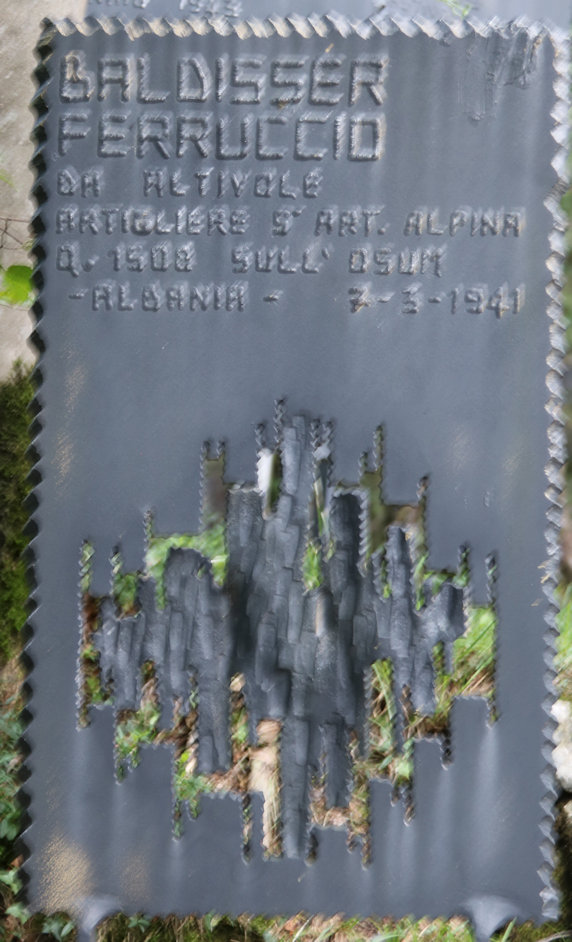 BALDISSER
FERRUCCIO
DA ALTIVOLE
ARTIGLIERE 5° ART. ALPINA
Q. 1508 SULL' OSUM
-ALBANIA - 7-3-1941